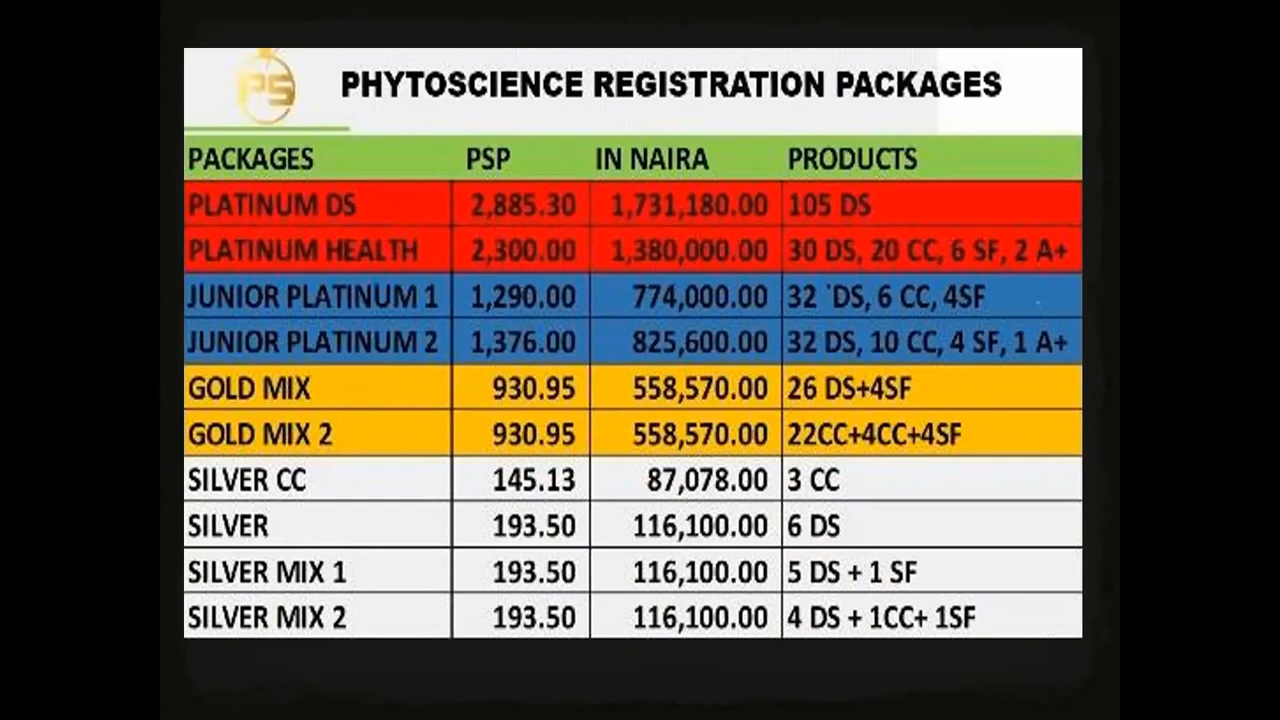 PS
PHYTOSCIENCE REGISTRATION PACKAGES
PACKAGES PSP IN NAIRA PRODUCTS
PLATINUM DS 2,885.30 1,731,180.00 105 DS
PLATINUM HEALTH 2,300.00 1,380,000.00 30 DS, 20 CC, 6 SF, 2 A+
JUNIOR PLATINUM 1 1,290.00 774,000.00 32 `DS, 6 CC, 4SF
JUNIOR PLATINUM 2 1,376.00 825,600.00 32 DS, 10 CC, 4 SF, 1 A+
GOLD MIX 930.95 558,570.00 26 DS+4SF
GOLD MIX 2 930.95 558,570.00 22CC+4CC+4SF
SILVER CC 145.13 87,078.00 3 CC
SILVER 193.50 116,100.00 6 DS
SILVER MIX 1 193.50 116,100.00 5 DS + 1 SF
SILVER MIX 2 193.50 116,100.00 4 DS + 1CC+ 1SF